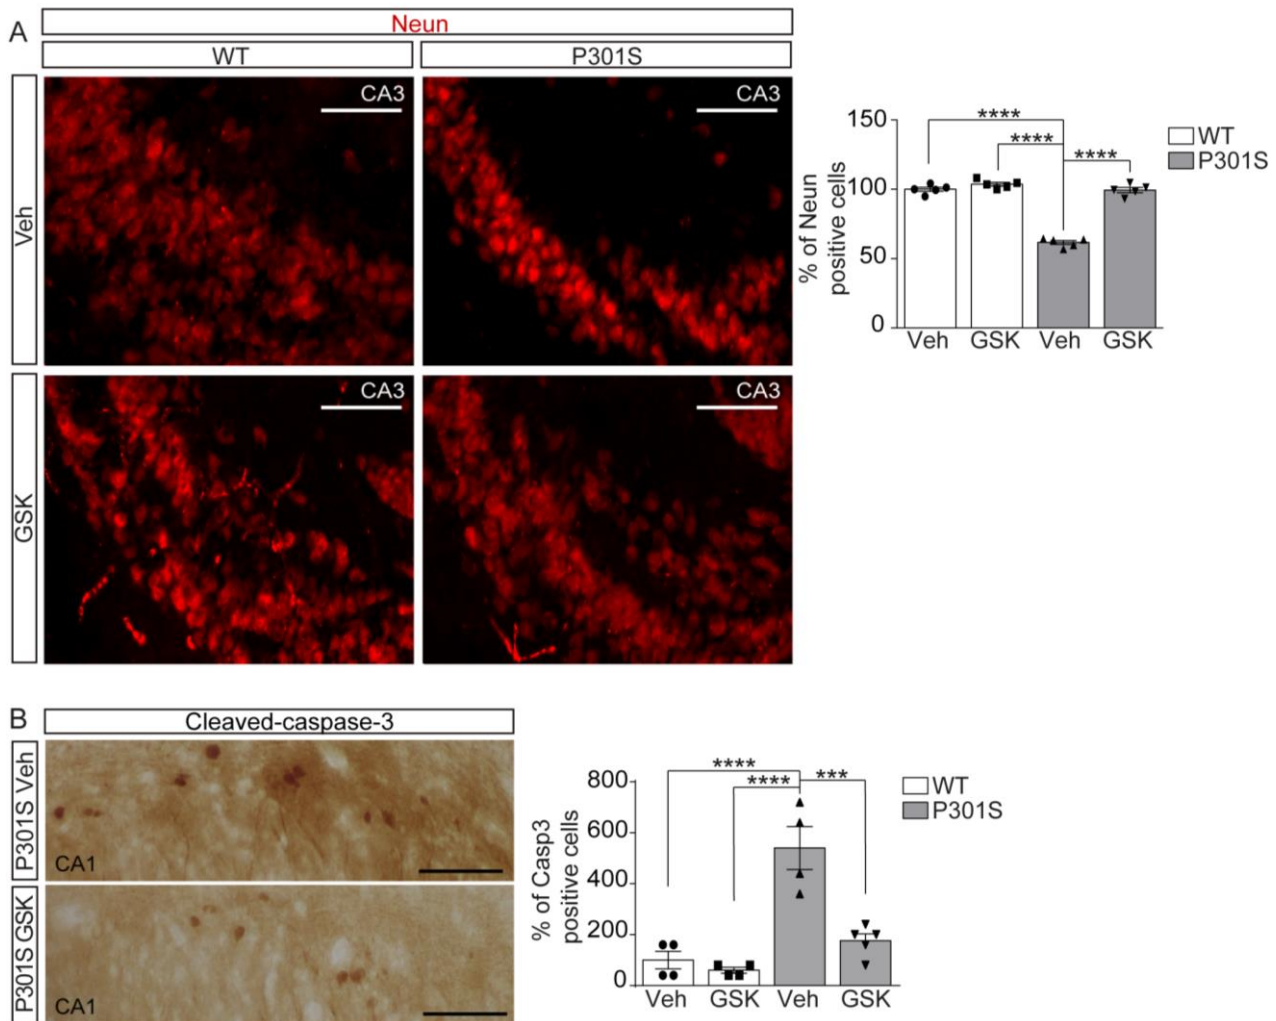 A
Neun
WT
P301S
Veh
CA3
CA3
GSK
CA3
CA3
% of Neun
positive cells
150
100
50
0
****
****
****
Veh
GSK
Veh
GSK
WT
P301S
B
Cleaved-caspase-3
P301S Veh
CA1
P301S GSK
CA1
% of Casp3
positive cells
800
600
400
200
0
****
****
***
Veh
GSK
Veh
GSK
WT
P301S